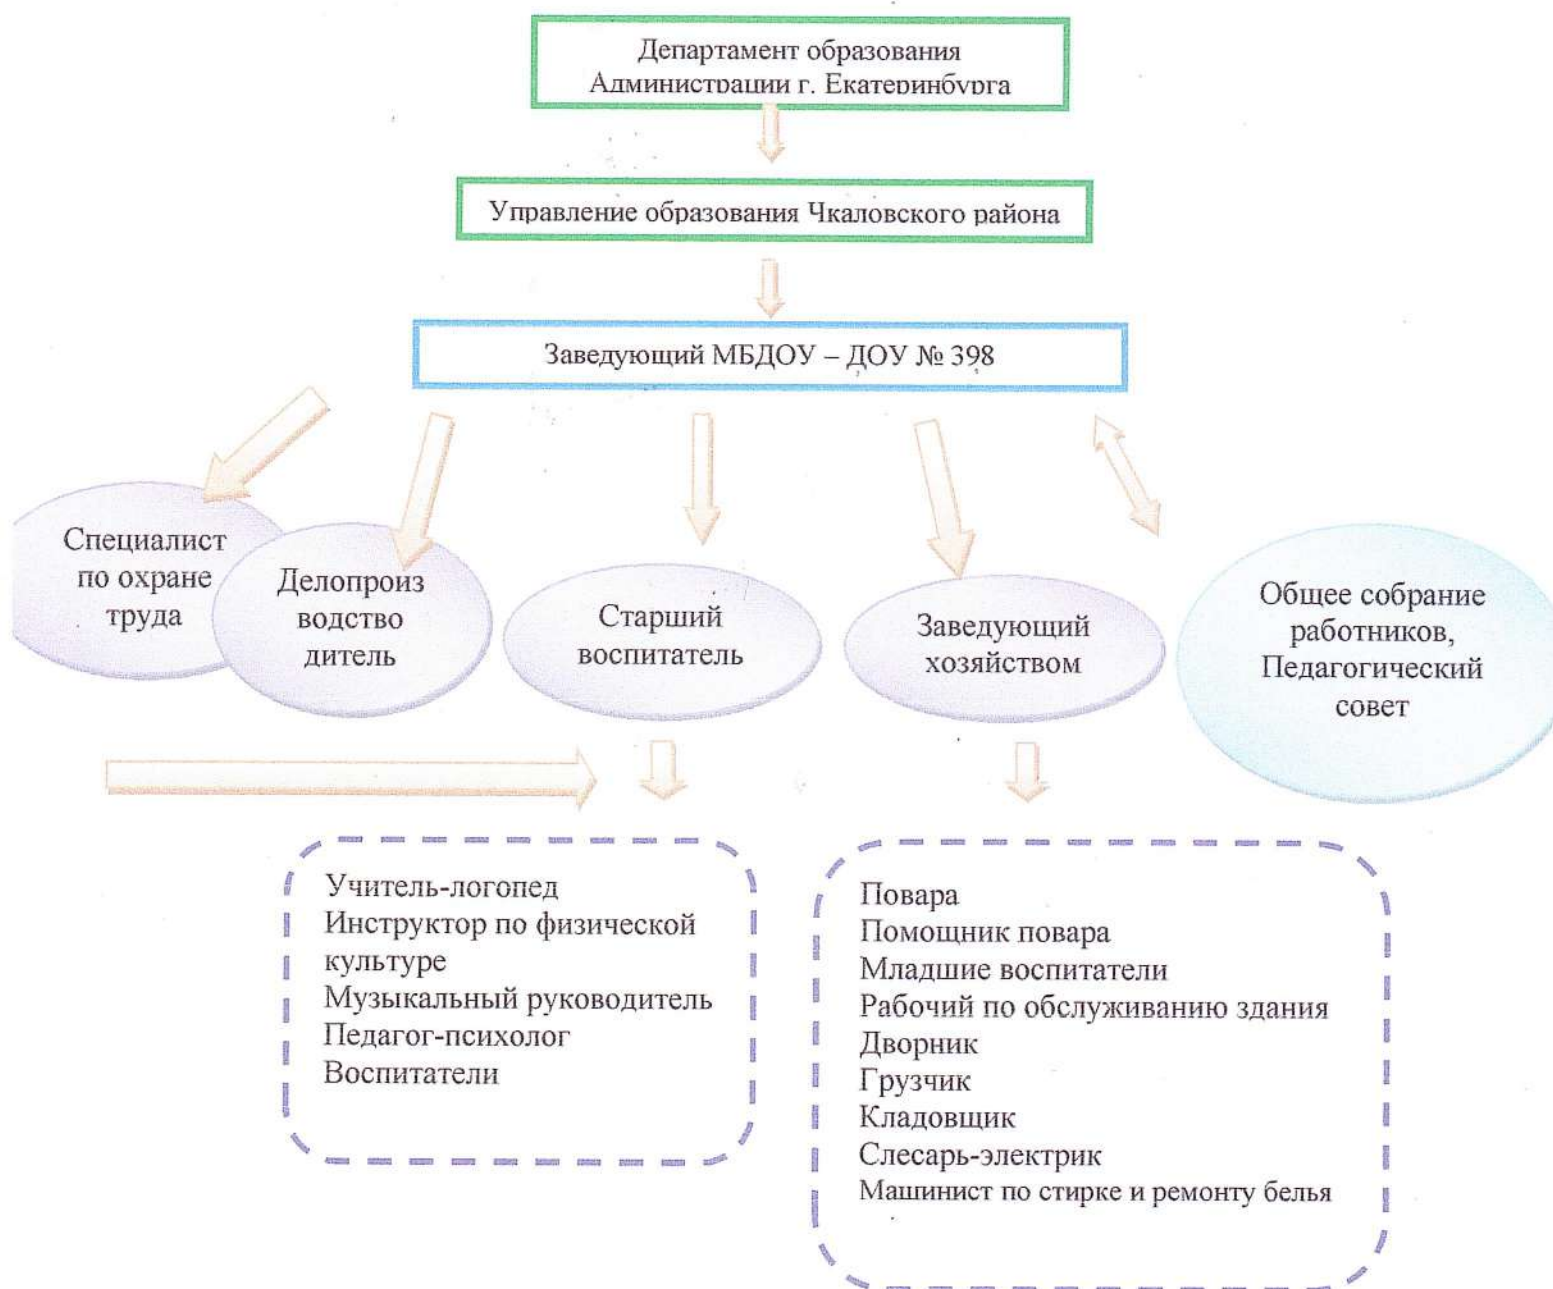 Департамент образования
Администрации г. Екатеринбурга
Управление образования Чкаловского района
Заведующий МБДОУ – ДОУ № 398
Специалист
по охране
труда
Делопроиз
водство
дитель
Старший
воспитатель
Заведующий
хозяйством
Общее собрание
работников,
Педагогический
совет
Учитель-логопед
Инструктор по физической
культуре
Музыкальный руководитель
Педагог-психолог
Воспитатели
Повара
Помощник повара
Младшие воспитатели
Рабочий по обслуживанию здания
Дворник
Грузчик
Кладовщик
Слесарь-электрик
Машинист по стирке и ремонту белья